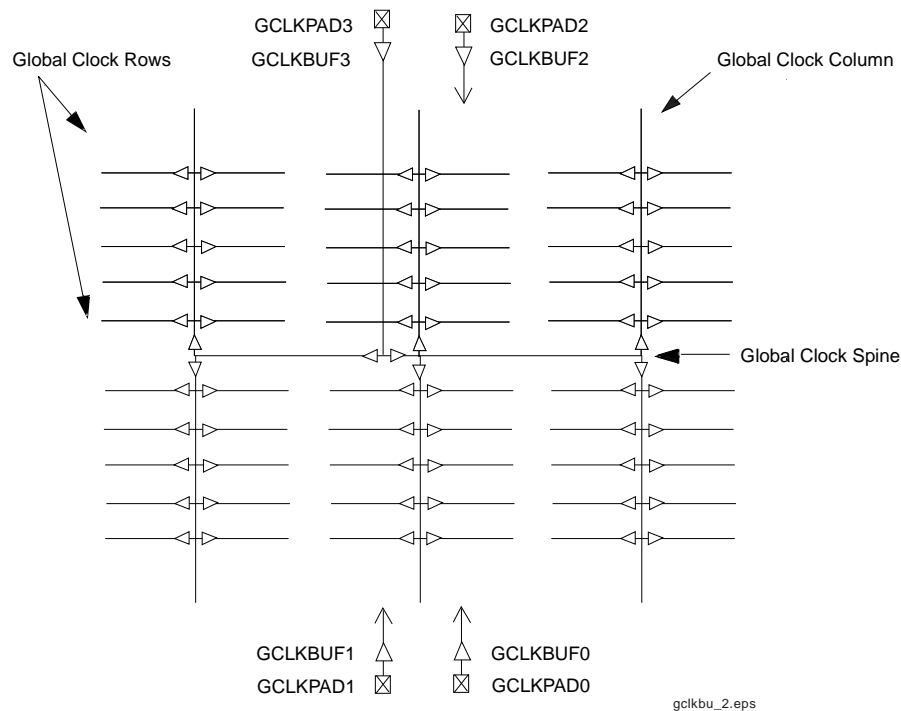 GCLKPAD3
GCLKPAD2
GCLKBUF3
GCLKBUF2
Global Clock Rows
Global Clock Column
Global Clock Spine
GCLKBUF1
GCLKBUF0
GCLKPAD1
GCLKPAD0
gclkbu_2.eps